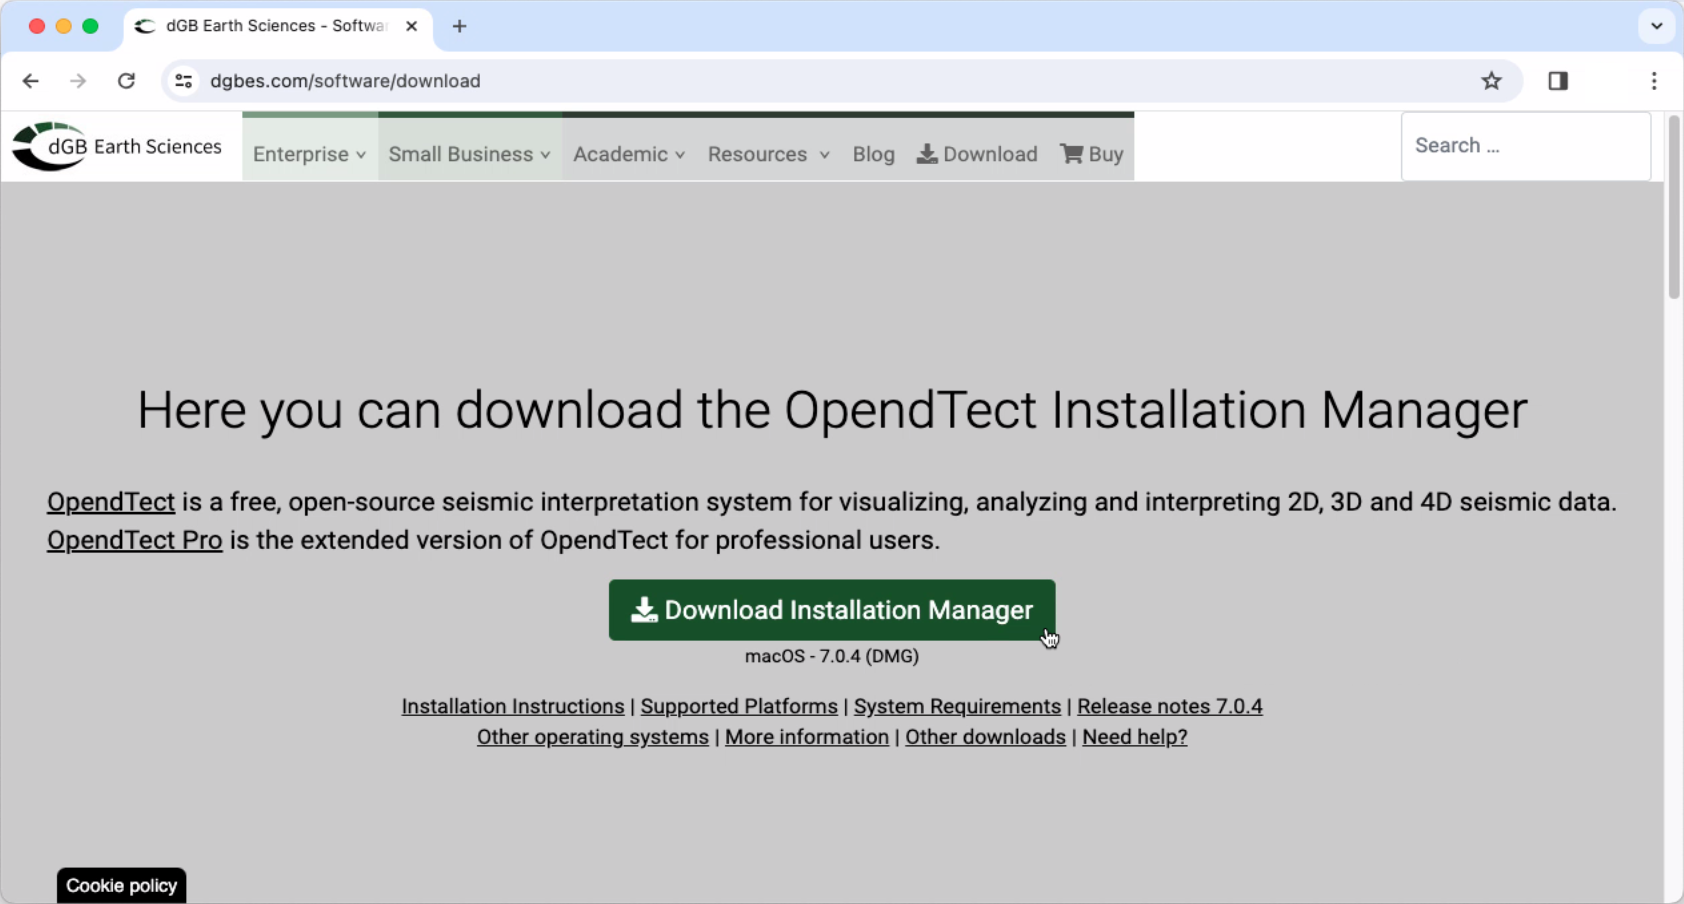 dGB Earth Sciences - Softwa
dgbes.com/software/download
dGB Earth Sciences
Enterprise
Small Business
Academic
Resources
Blog
Download
Buy
Search ...
Here you can download the OpendTect Installation Manager
OpendTect is a free, open-source seismic interpretation system for visualizing, analyzing and interpreting 2D, 3D and 4D seismic data.
OpendTect Pro is the extended version of OpendTect for professional users.
Download Installation Manager
macOS - 7.0.4 (DMG)
Installation Instructions | Supported Platforms | System Requirements | Release notes 7.0.4
Other operating systems | More information | Other downloads | Need help?
Cookie policy